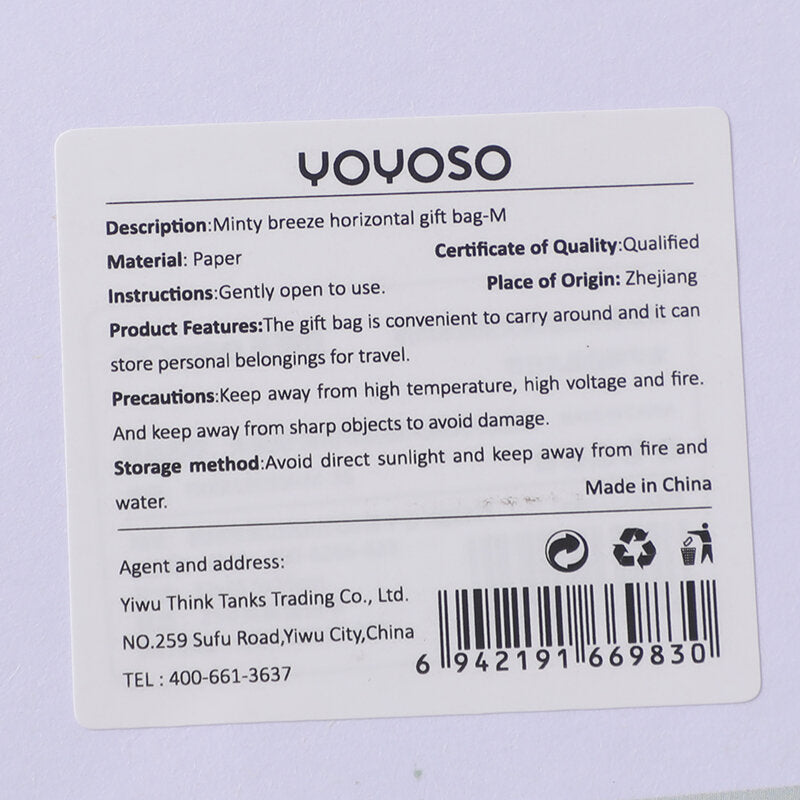 YOYOSO
Description:Minty breeze horizontal gift bag-M
Material: Paper
Certificate of Quality:Qualified
Instructions:Gently open to use.
Place of Origin: Zhejiang
Product Features:The gift bag is convenient to carry around and it can
store personal belongings for travel.
Precautions:Keep away from high temperature, high voltage and fire.
And keep away from sharp objects to avoid damage.
Storage method:Avoid direct sunlight and keep away from fire and
water.
Made in China
Agent and address:
Yiwu Think Tanks Trading Co., Ltd.
NO.259 Sufu Road,Yiwu City,China
TEL : 400-661-3637
6 942191 669830